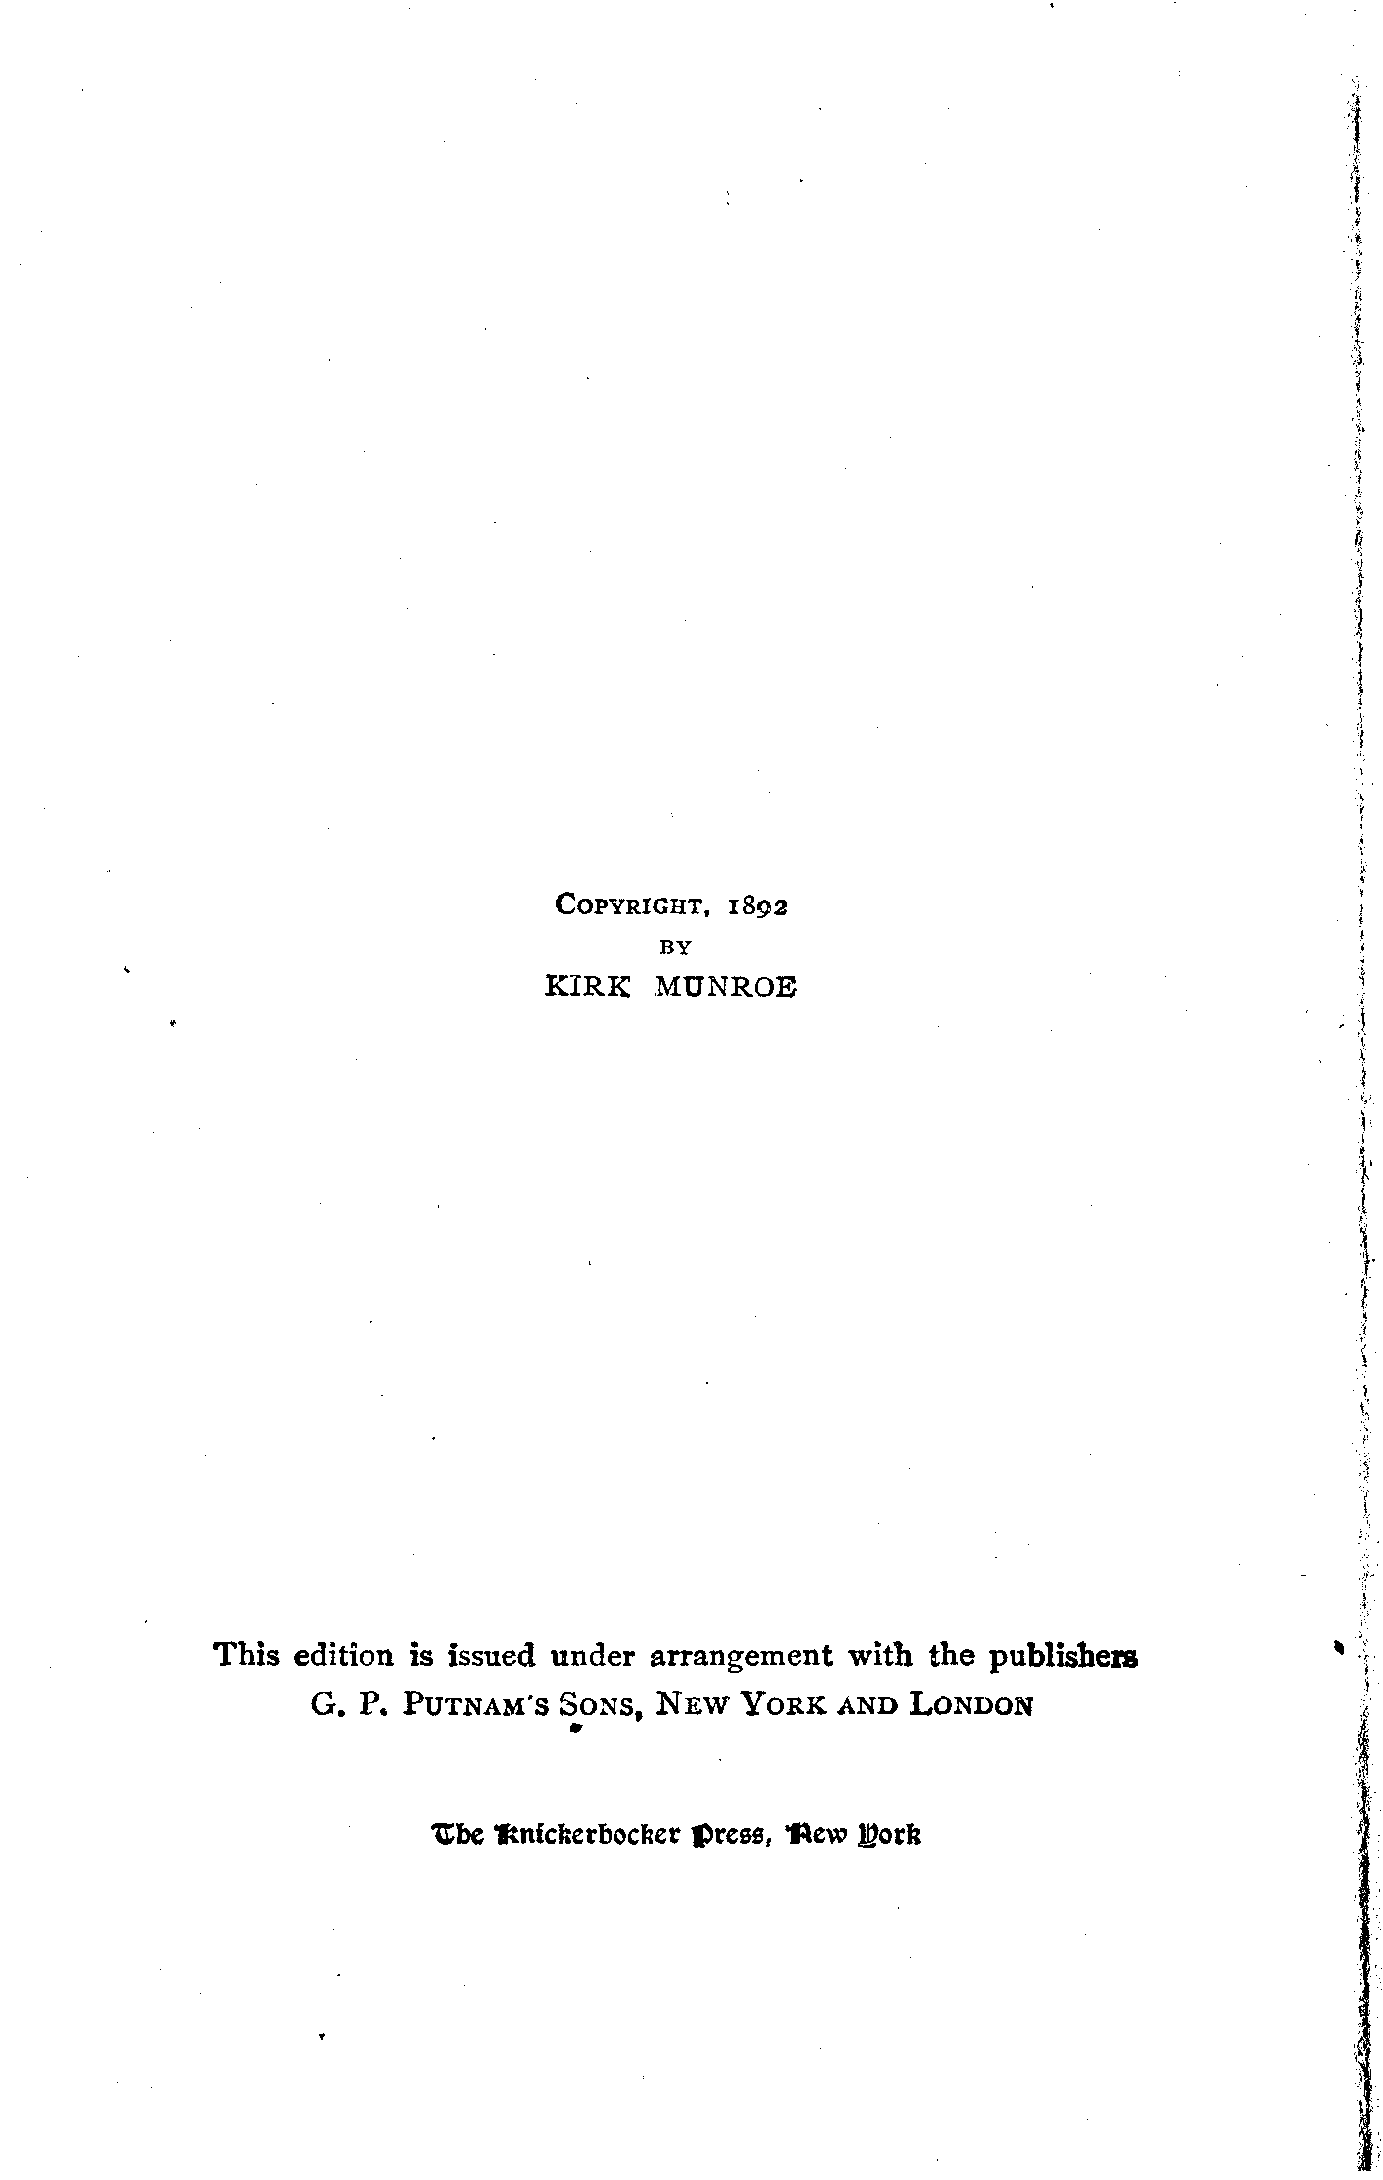 COPYRIGHT, 1892
BY
KIRK MUNROE
This edition is issued under arrangement with the publishers
G. P. PUTNAM'S SONS, NEW YORK AND LONDON
The Knickerbocker Press, New York